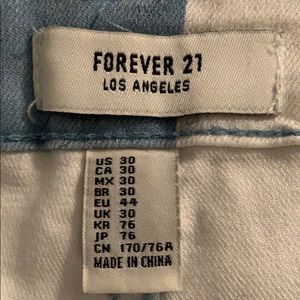 FOREVER 21
LOS ANGELES
US 30
CA 30
MX 30
BR 30
EU 44
UK 30
KR 76
JP 76
CN 170/76A
MADE IN CHINA